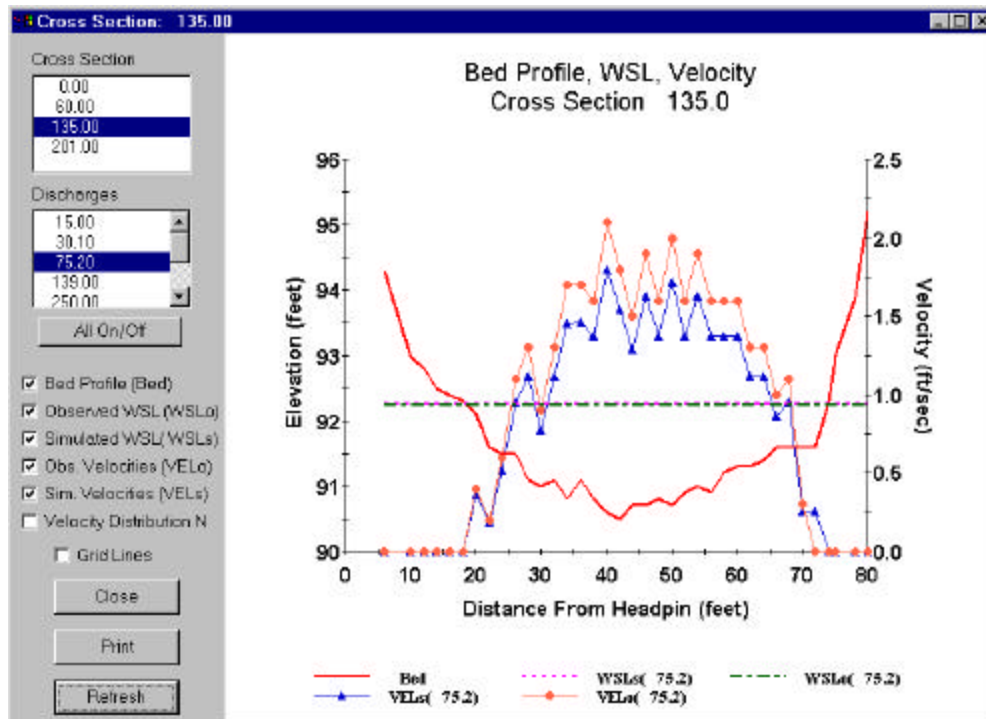 Cross Section: 135.00
Cross Section
0.00
60.00
135.00
201.00
Discharges
15.00
30.10
75.20
139.00
250.00
All On/Off
Bed Profile (Bed)
Observed WSL (WSLo)
Simulated WSL( WSLs)
Obs. Velocities (VELo)
Sim. Velocities (VELs)
Velocity Distribution N
Grid Lines
Close
Print
Refresh
Bed Profile, WSL, Velocity
Cross Section 135.0
Elevation (feet)
96
95
94
93
92
91
90
Velocity (ft/sec)
2.5
2.0
1.5
1.0
0.5
0.0
0 10 20 30 40 50 60 70 80
Distance From Headpin (feet)
Bed WSLs( 75.2) WSLo( 75.2)
VELs( 75.2) VELo( 75.2)